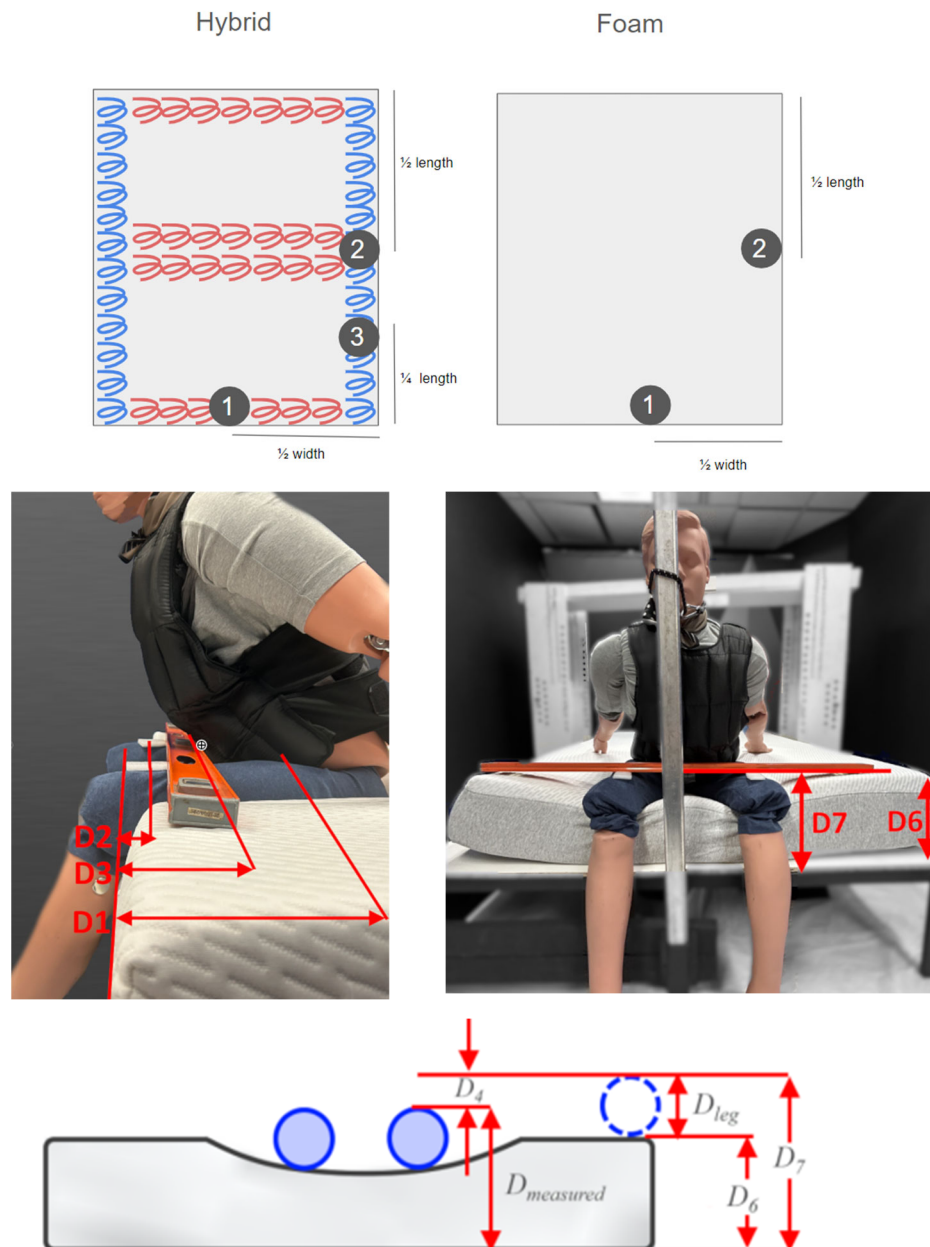 Hybrid
Foam
½ length
½ length
2
2
3
¼ length
1
1
½ width
½ width
D2
D3
D1
D7
D6
D4
Dleg
D7
Dmeasured
D6